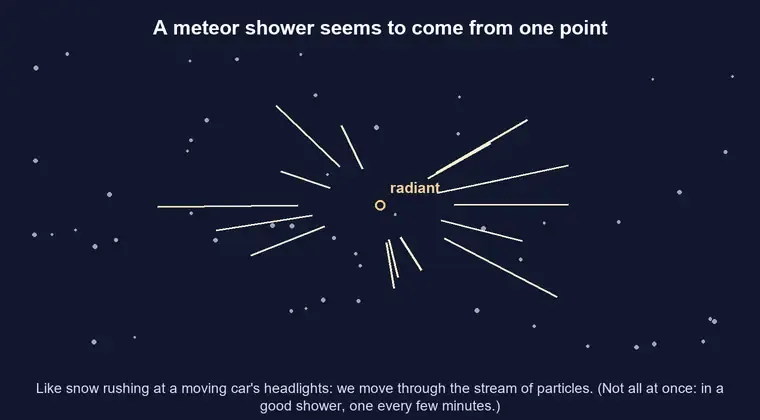 A meteor shower seems to come from one point
radiant
Like snow rushing at a moving car's headlights: we move through the stream of particles. (Not all at once: in a
good shower, one every few minutes.)